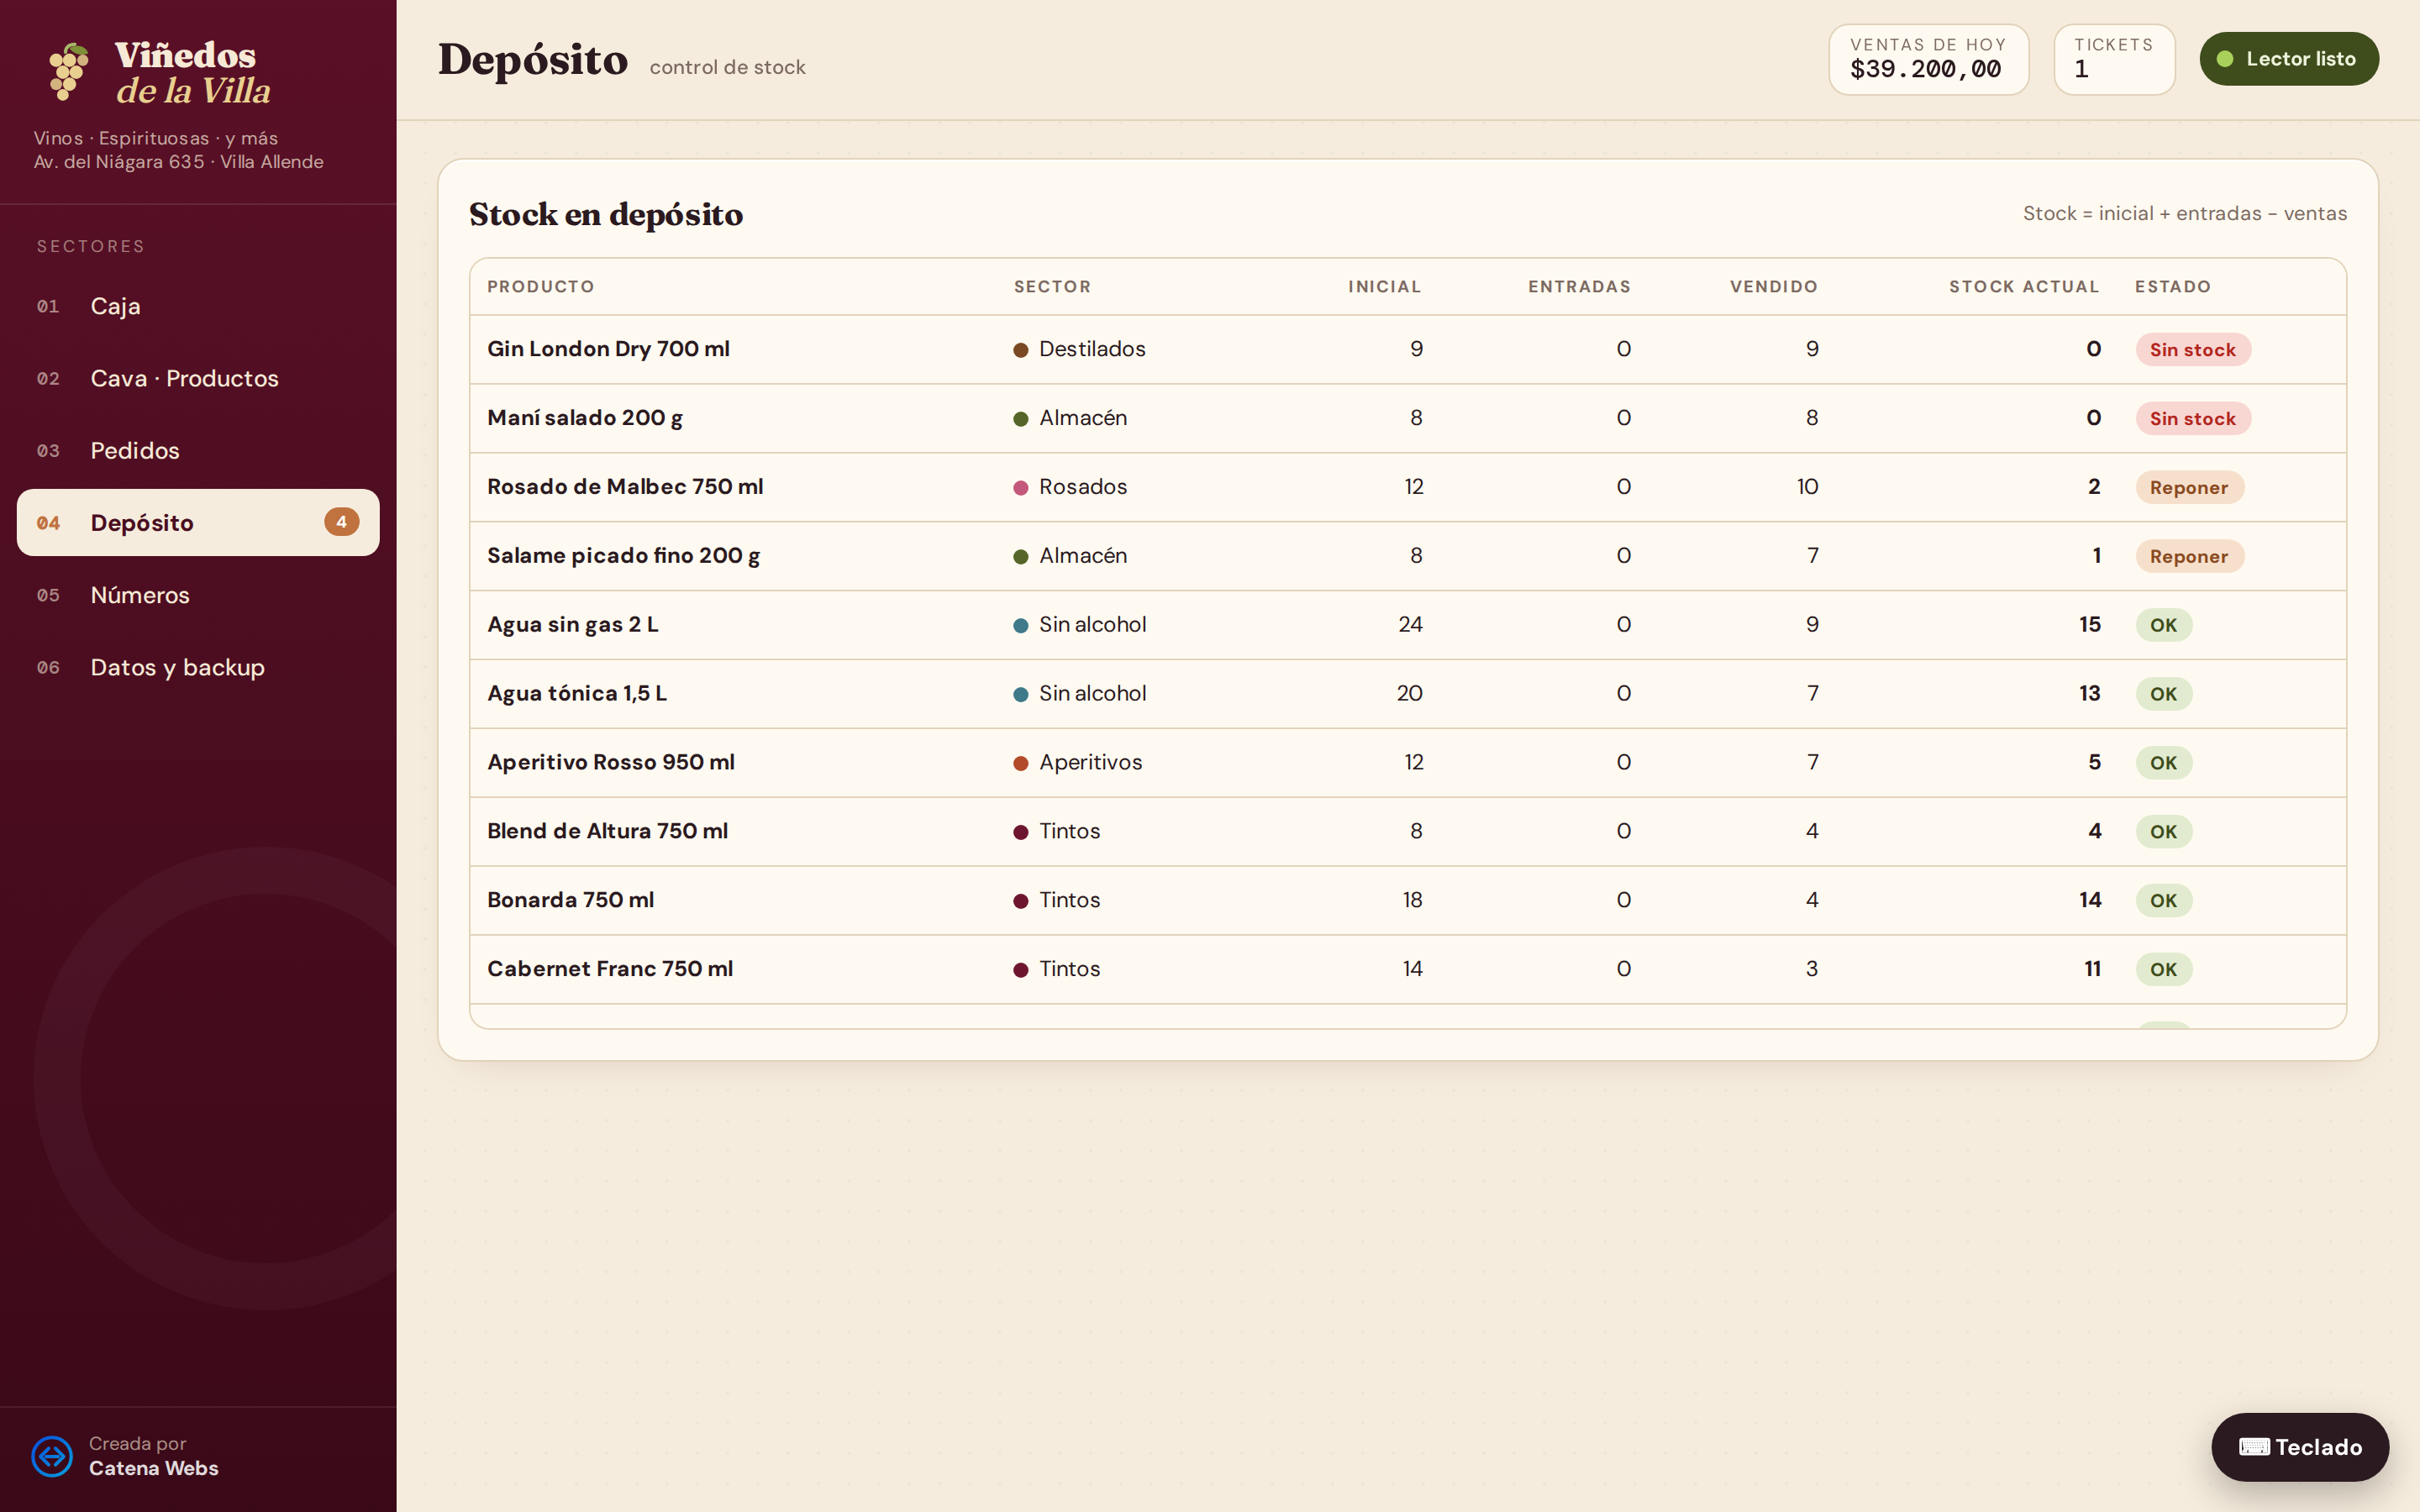 Viñedos
de la Villa
Vinos · Espirituosas · y más
Av. del Niágara 635 · Villa Allende
SECTORES
01 Caja
02 Cava · Productos
03 Pedidos
04 Depósito 4
05 Números
06 Datos y backup
Creada por
Catena Webs
Depósito control de stock
VENTAS DE HOY
$39.200,00
TICKETS
1
Lector listo
Stock en depósito
Stock = inicial + entradas − ventas
PRODUCTO SECTOR INICIAL ENTRADAS VENDIDO STOCK ACTUAL ESTADO
Gin London Dry 700 ml Destilados 9 0 9 0 Sin stock
Maní salado 200 g Almacén 8 0 8 0 Sin stock
Rosado de Malbec 750 ml Rosados 12 0 10 2 Reponer
Salame picado fino 200 g Almacén 8 0 7 1 Reponer
Agua sin gas 2 L Sin alcohol 24 0 9 15 OK
Agua tónica 1,5 L Sin alcohol 20 0 7 13 OK
Aperitivo Rosso 950 ml Aperitivos 12 0 7 5 OK
Blend de Altura 750 ml Tintos 8 0 4 4 OK
Bonarda 750 ml Tintos 18 0 4 14 OK
Cabernet Franc 750 ml Tintos 14 0 3 11 OK
Teclado